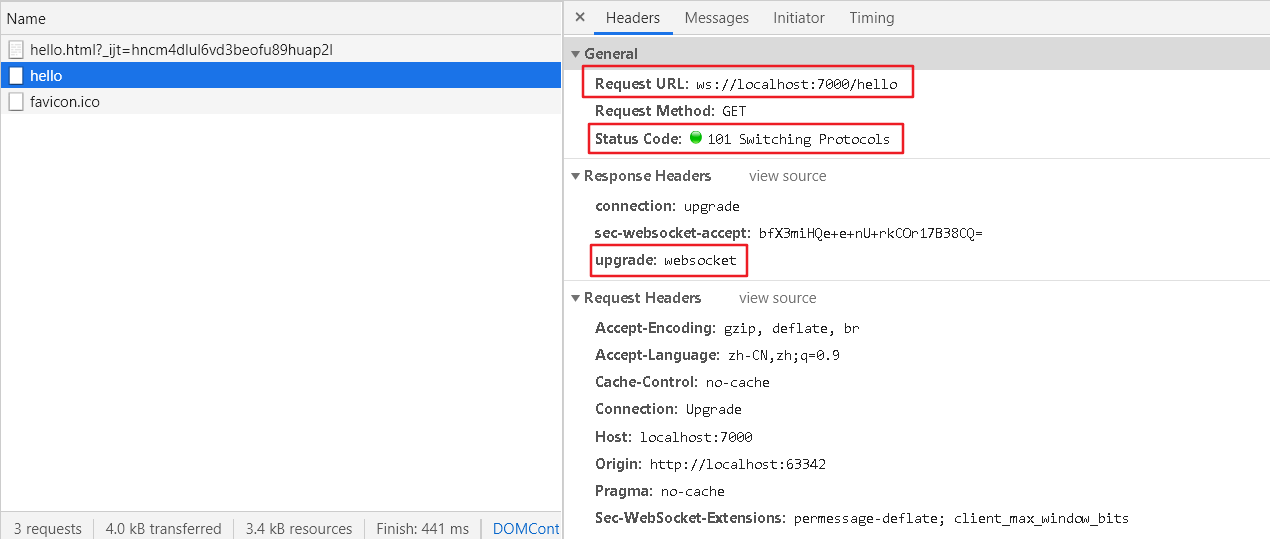 Name
hello.html?_ijt=hncm4dlul6vd3beofu89huap2l
hello
favicon.ico
3 requests 4.0 kB transferred 3.4 kB resources Finish: 441 ms DOMCont
× Headers Messages Initiator Timing
General
Request URL: ws://localhost:7000/hello
Request Method: GET
Status Code: 101 Switching Protocols
Response Headers view source
connection: upgrade
sec-websocket-accept: bfX3miHQe+e+nU+rkCOr17B38CQ=
upgrade: websocket
Request Headers view source
Accept-Encoding: gzip, deflate, br
Accept-Language: zh-CN,zh;q=0.9
Cache-Control: no-cache
Connection: Upgrade
Host: localhost:7000
Origin: http://localhost:63342
Pragma: no-cache
Sec-WebSocket-Extensions: permessage-deflate; client_max_window_bits